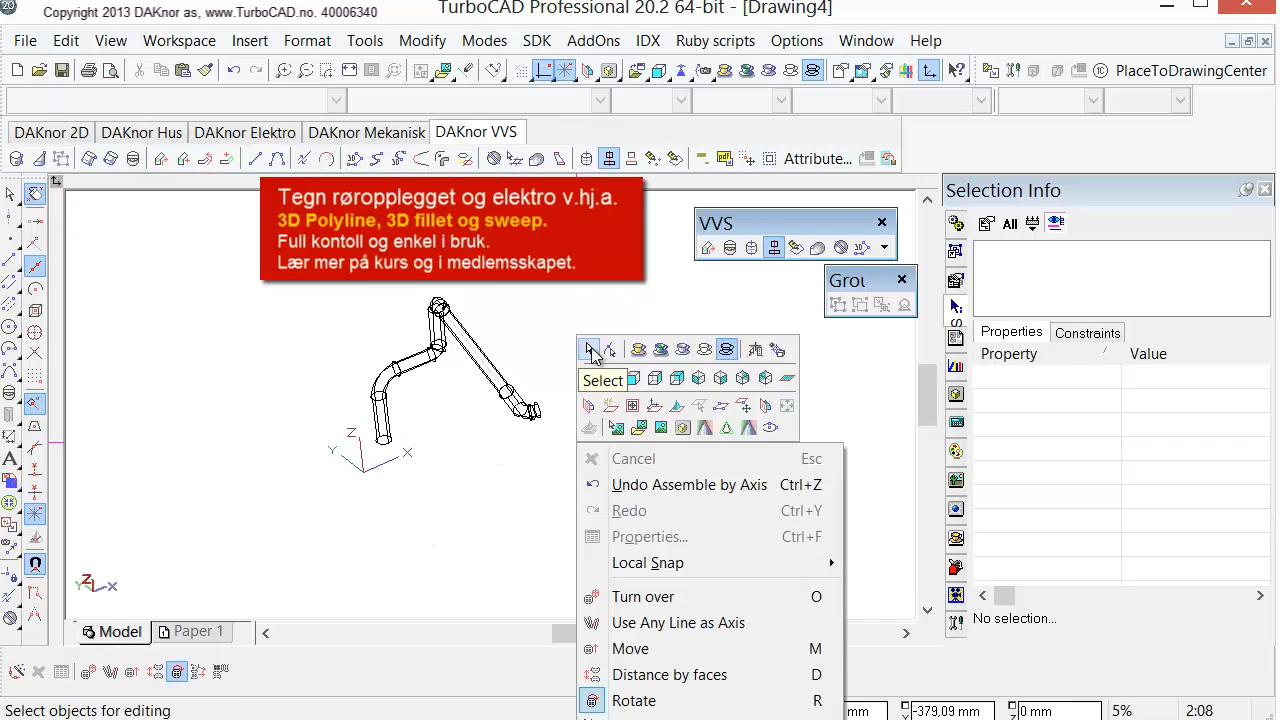 Copyright 2013 DAKnor as, www.TurboCAD.no. 40006340
TurboCAD Professional 20.2 64-bit - [Drawing4]
File Edit View Workspace Insert Format Tools Modify Modes SDK AddOns IDX Ruby scripts Options Window Help
PlaceToDrawingCenter
DAKnor 2D DAKnor Hus DAKnor Elektro DAKnor Mekanisk DAKnor VVS
Attribute...
Tegn røropplegget og elektro v.hj.a.
3D Polyline, 3D fillet og sweep.
Full kontoll og enkel i bruk.
Lær mer på kurs og i medlemsskapet.
VVS
Grou
Selection Info
All
Properties Constraints
Property Value
Select
Z
Y X
Cancel Esc
Undo Assemble by Axis Ctrl+Z
Redo Ctrl+Y
Properties... Ctrl+F
Local Snap
Turn over O
Use Any Line as Axis
Move M
Distance by faces D
Rotate R
Y Z X
No selection...
Model Paper 1
Select objects for editing
mm -379,09 mm 0 mm 5% 2:08